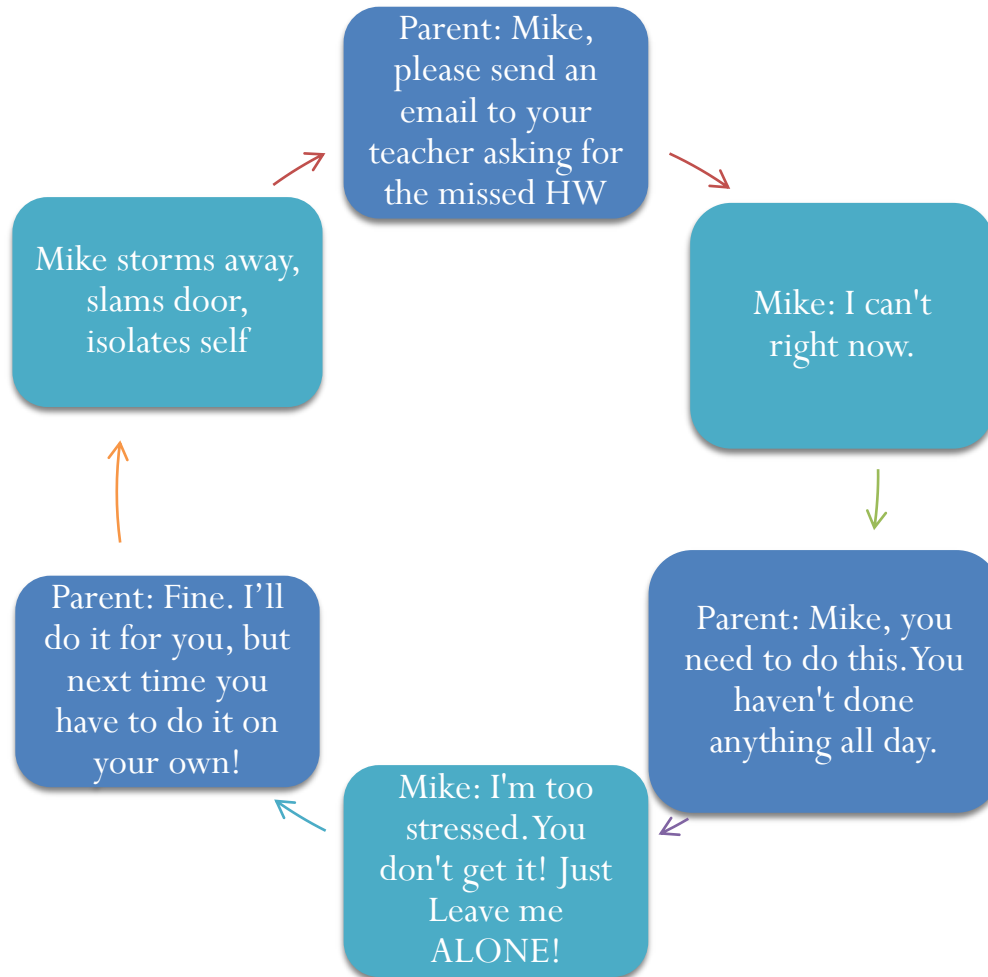 Parent: Mike,
please send an
email to your
teacher asking for
the missed HW
Mike: I can't
right now.
Parent: Mike, you
need to do this. You
haven't done
anything all day.
Mike: I'm too
stressed. You
don't get it! Just
Leave me
ALONE!
Parent: Fine. I’ll
do it for you, but
next time you
have to do it on
your own!
Mike storms away,
slams door,
isolates self